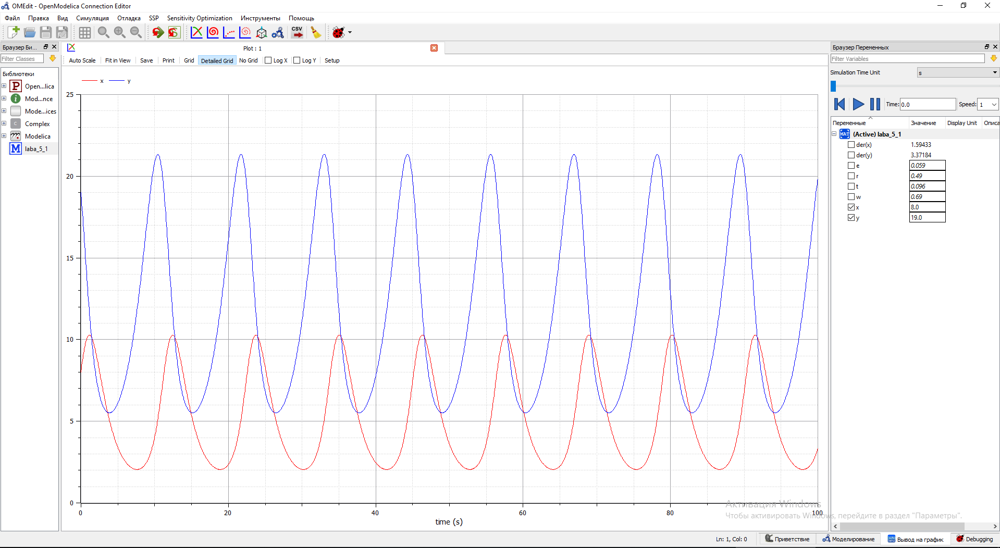 OMEdit - OpenModelica Connection Editor
Файл Правка Вид Симуляция Отладка SSP Sensitivity Optimization Инструменты Помощь
CSV
Браузер Би...
Filter Classes
Библиотеки
P Open...lica
i Mod...nce
Mode...ices
C Complex
Modelica
M laba_5_1
Plot : 1
Auto Scale Fit in View Save Print Grid Detailed Grid No Grid Log X Log Y Setup
x y
25
20
15
10
5
0
0 20 40 60 80 100
time (s)
Браузер Переменных
Filter Variables
Simulation Time Unit s
Time: 0.0 Speed: 1
Переменные Значение Display Unit Описа
MAT (Active) laba_5_1
der(x) 1.59433
der(y) 3.37184
e 0.059
r 0.49
t 0.096
w 0.69
x 8.0
y 19.0
Активация Windows
Чтобы активировать Windows, перейдите в раздел "Параметры".
Ln: 1, Col: 0 Приветствие Моделирование Вывод на график Debugging